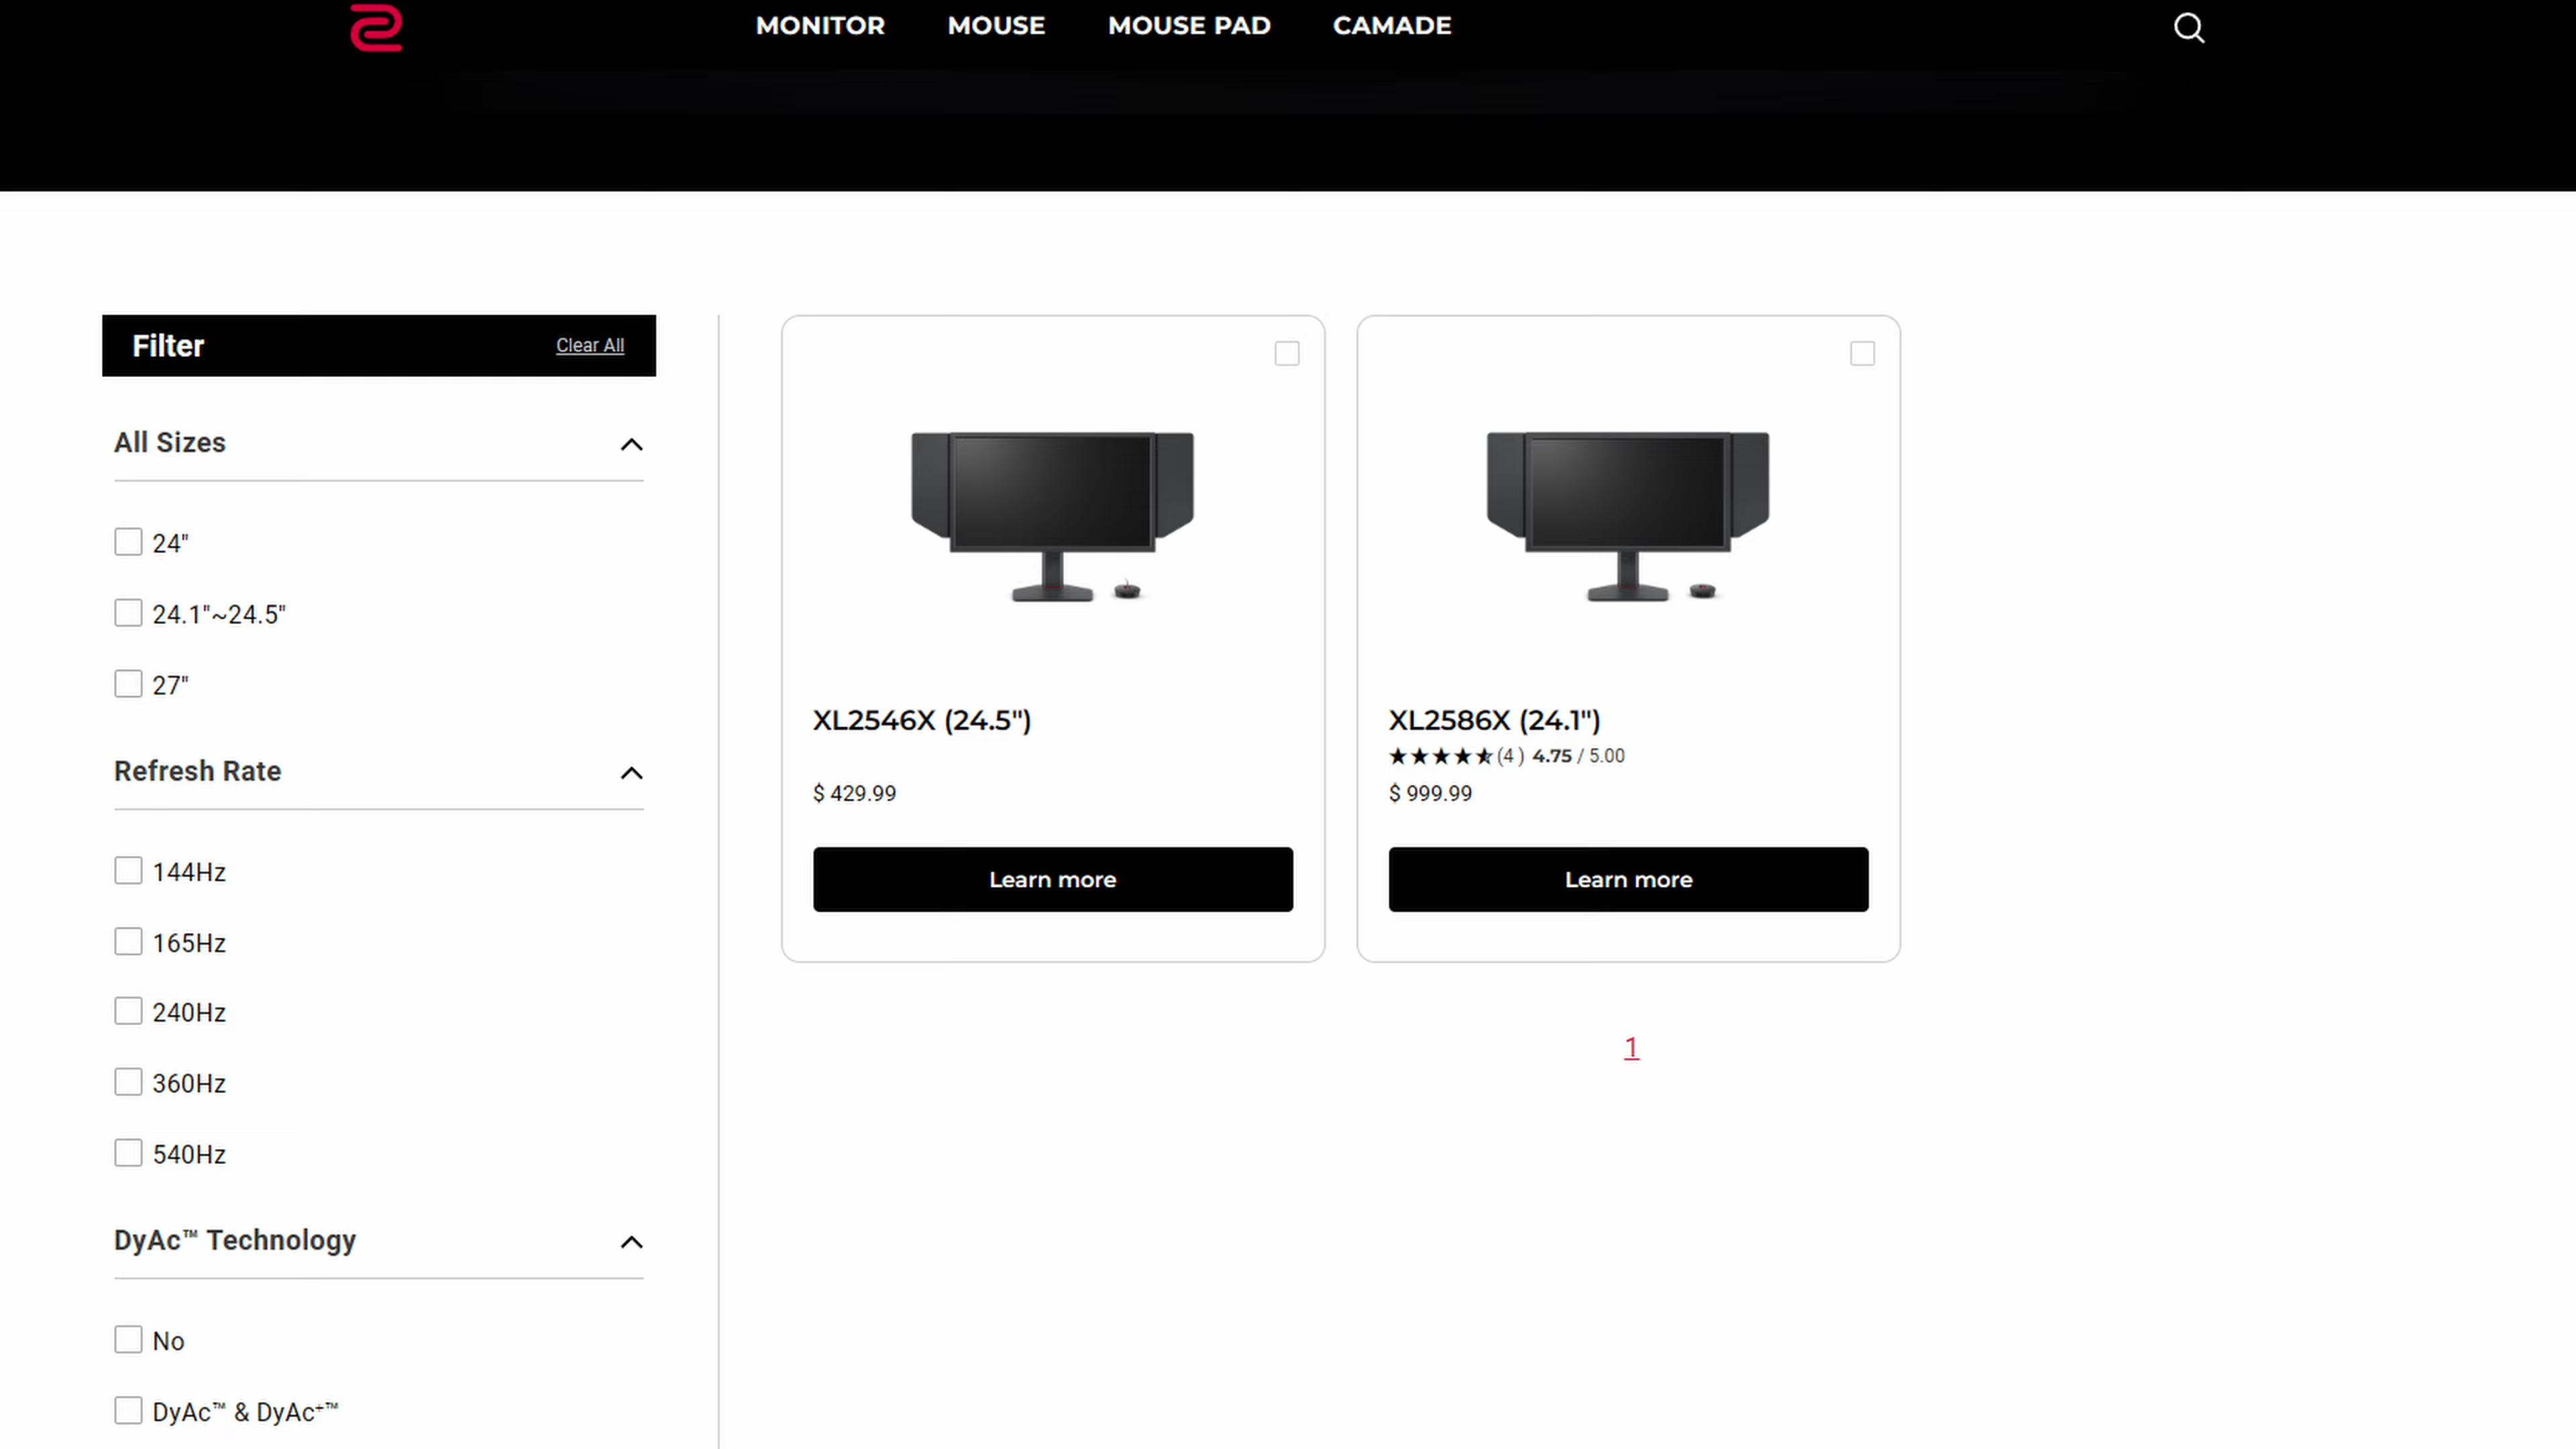 MONITOR MOUSE MOUSE PAD CAMADE
Filter Clear All
All Sizes
24"
24.1"~24.5"
27"
Refresh Rate
144Hz
165Hz
240Hz
360Hz
540Hz
DyAc™ Technology
No
DyAc™ & DyAc⁺™
XL2546X (24.5")
$ 429.99
Learn more
XL2586X (24.1")
(4 ) 4.75 / 5.00
$ 999.99
Learn more
1